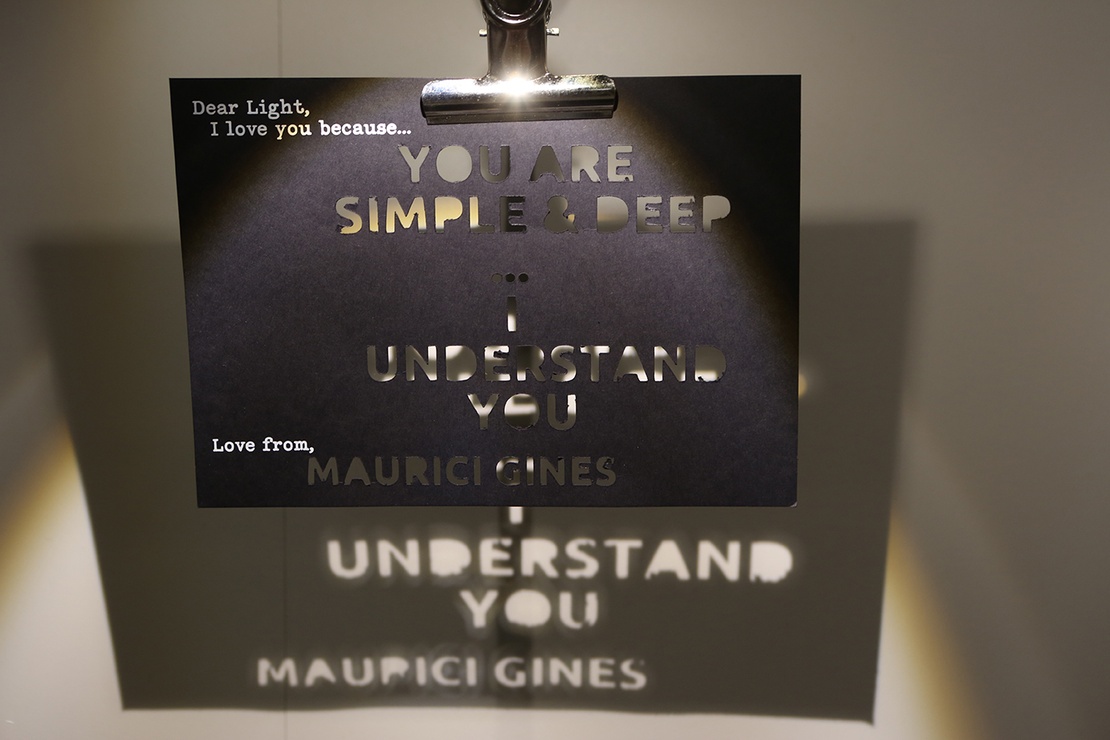 Dear Light,
I love you because...
YOU ARE
SIMPLE & DEEP
...
I
UNDERSTAND
YOU
Love from,
MAURICI GINES
I
UNDERSTAND
YOU
MAURICI GINES